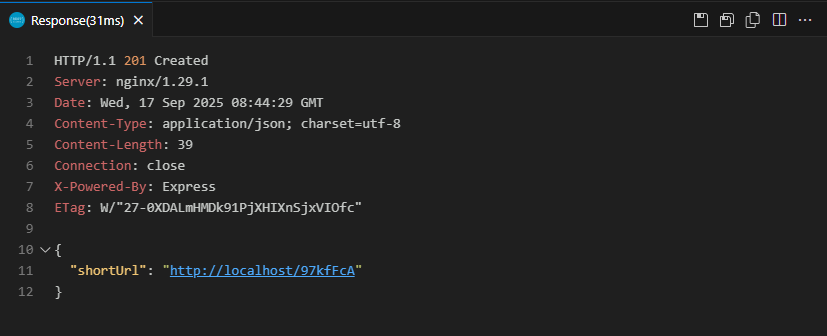 Response(31ms)
1 HTTP/1.1 201 Created
2 Server: nginx/1.29.1
3 Date: Wed, 17 Sep 2025 08:44:29 GMT
4 Content-Type: application/json; charset=utf-8
5 Content-Length: 39
6 Connection: close
7 X-Powered-By: Express
8 ETag: W/"27-0XDALmHMDk91PjXHIXnSjxVIOfc"
9
10 {
11 "shortUrl": "http://localhost/97kfFcA"
12 }